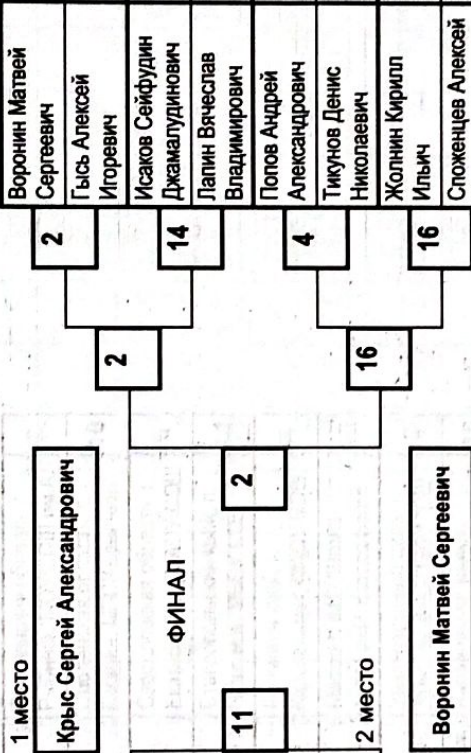 1 место
Крыс Сергей Александрович
ФИНАЛ
11
2
2 место
Воронин Матвей Сергеевич
2
16
2
14
4
16
Воронин Матвей
Сергеевич
Гысь Алексей
Игоревич
Исаков Сейфудин
Джамалудинович
Лапин Вячеслав
Владимирович
Попов Андрей
Александрович
Тикунов Денис
Николаевич
Жолнин Кирилл
Ильич
Споженцев Алексей